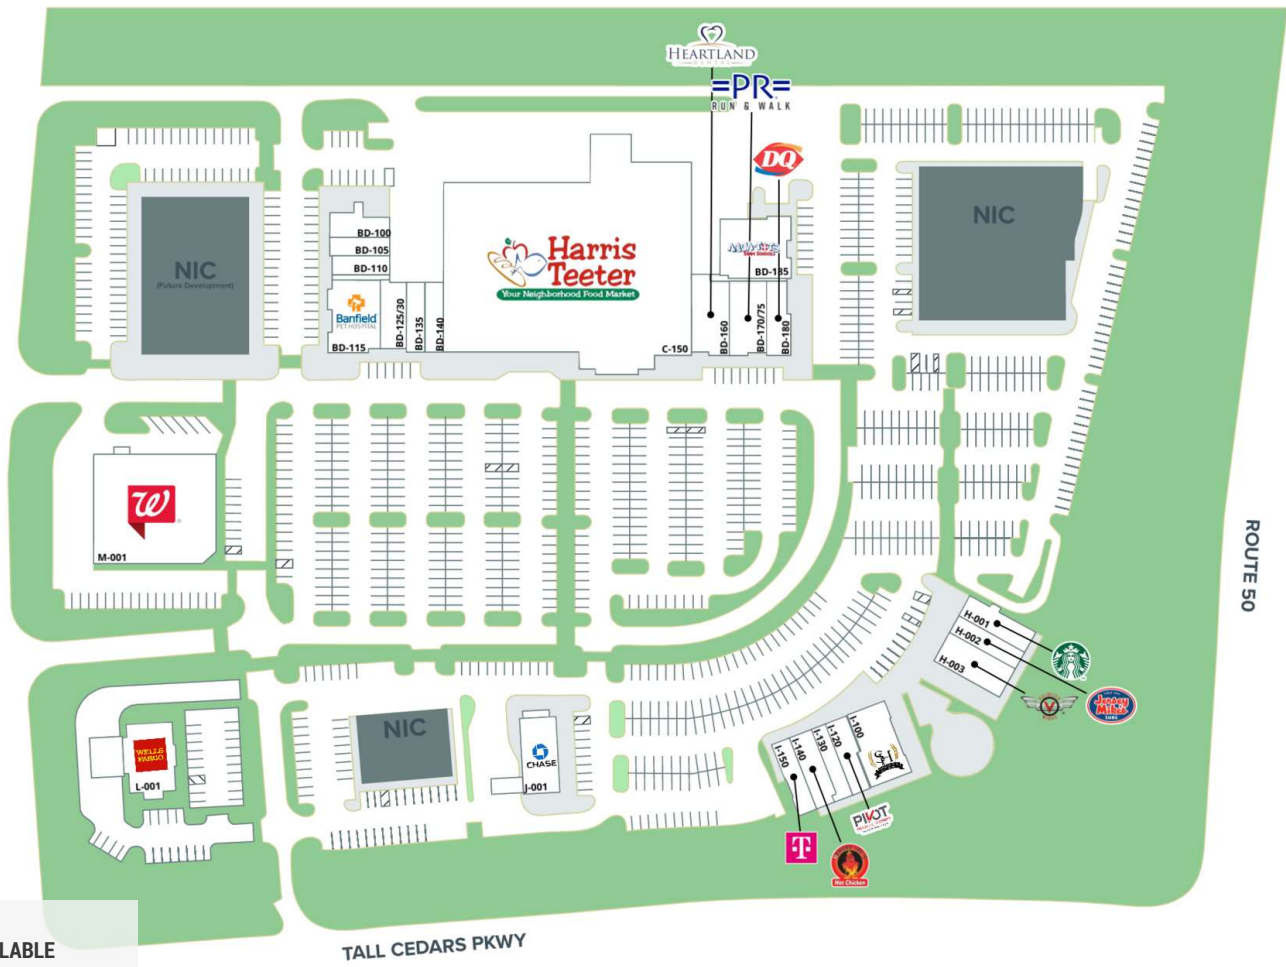 HEARTLAND
DENTAL
=PR=
RUN & WALK
DQ
NIC
NIC
(Future Development)
BD-100
BD-105
BD-110
Banfield
PET HOSPITAL
BD-115
BD-125/30
BD-135
BD-140
Harris
Teeter
Your Neighborhood Food Market
C-150
BD-160
BD-170/75
BD-180
SWIM SCHOOLS
BD-185
W
M-001
ROUTE 50
H-001
H-002
H-003
Jersey
Mike's
SUBS
V
NIC
WELLS
FARGO
L-001
CHASE
J-001
I-100
I-120
I-130
I-140
I-150
PIVOT
T
Hot Chicken
TALL CEDARS PKWY
LABLE